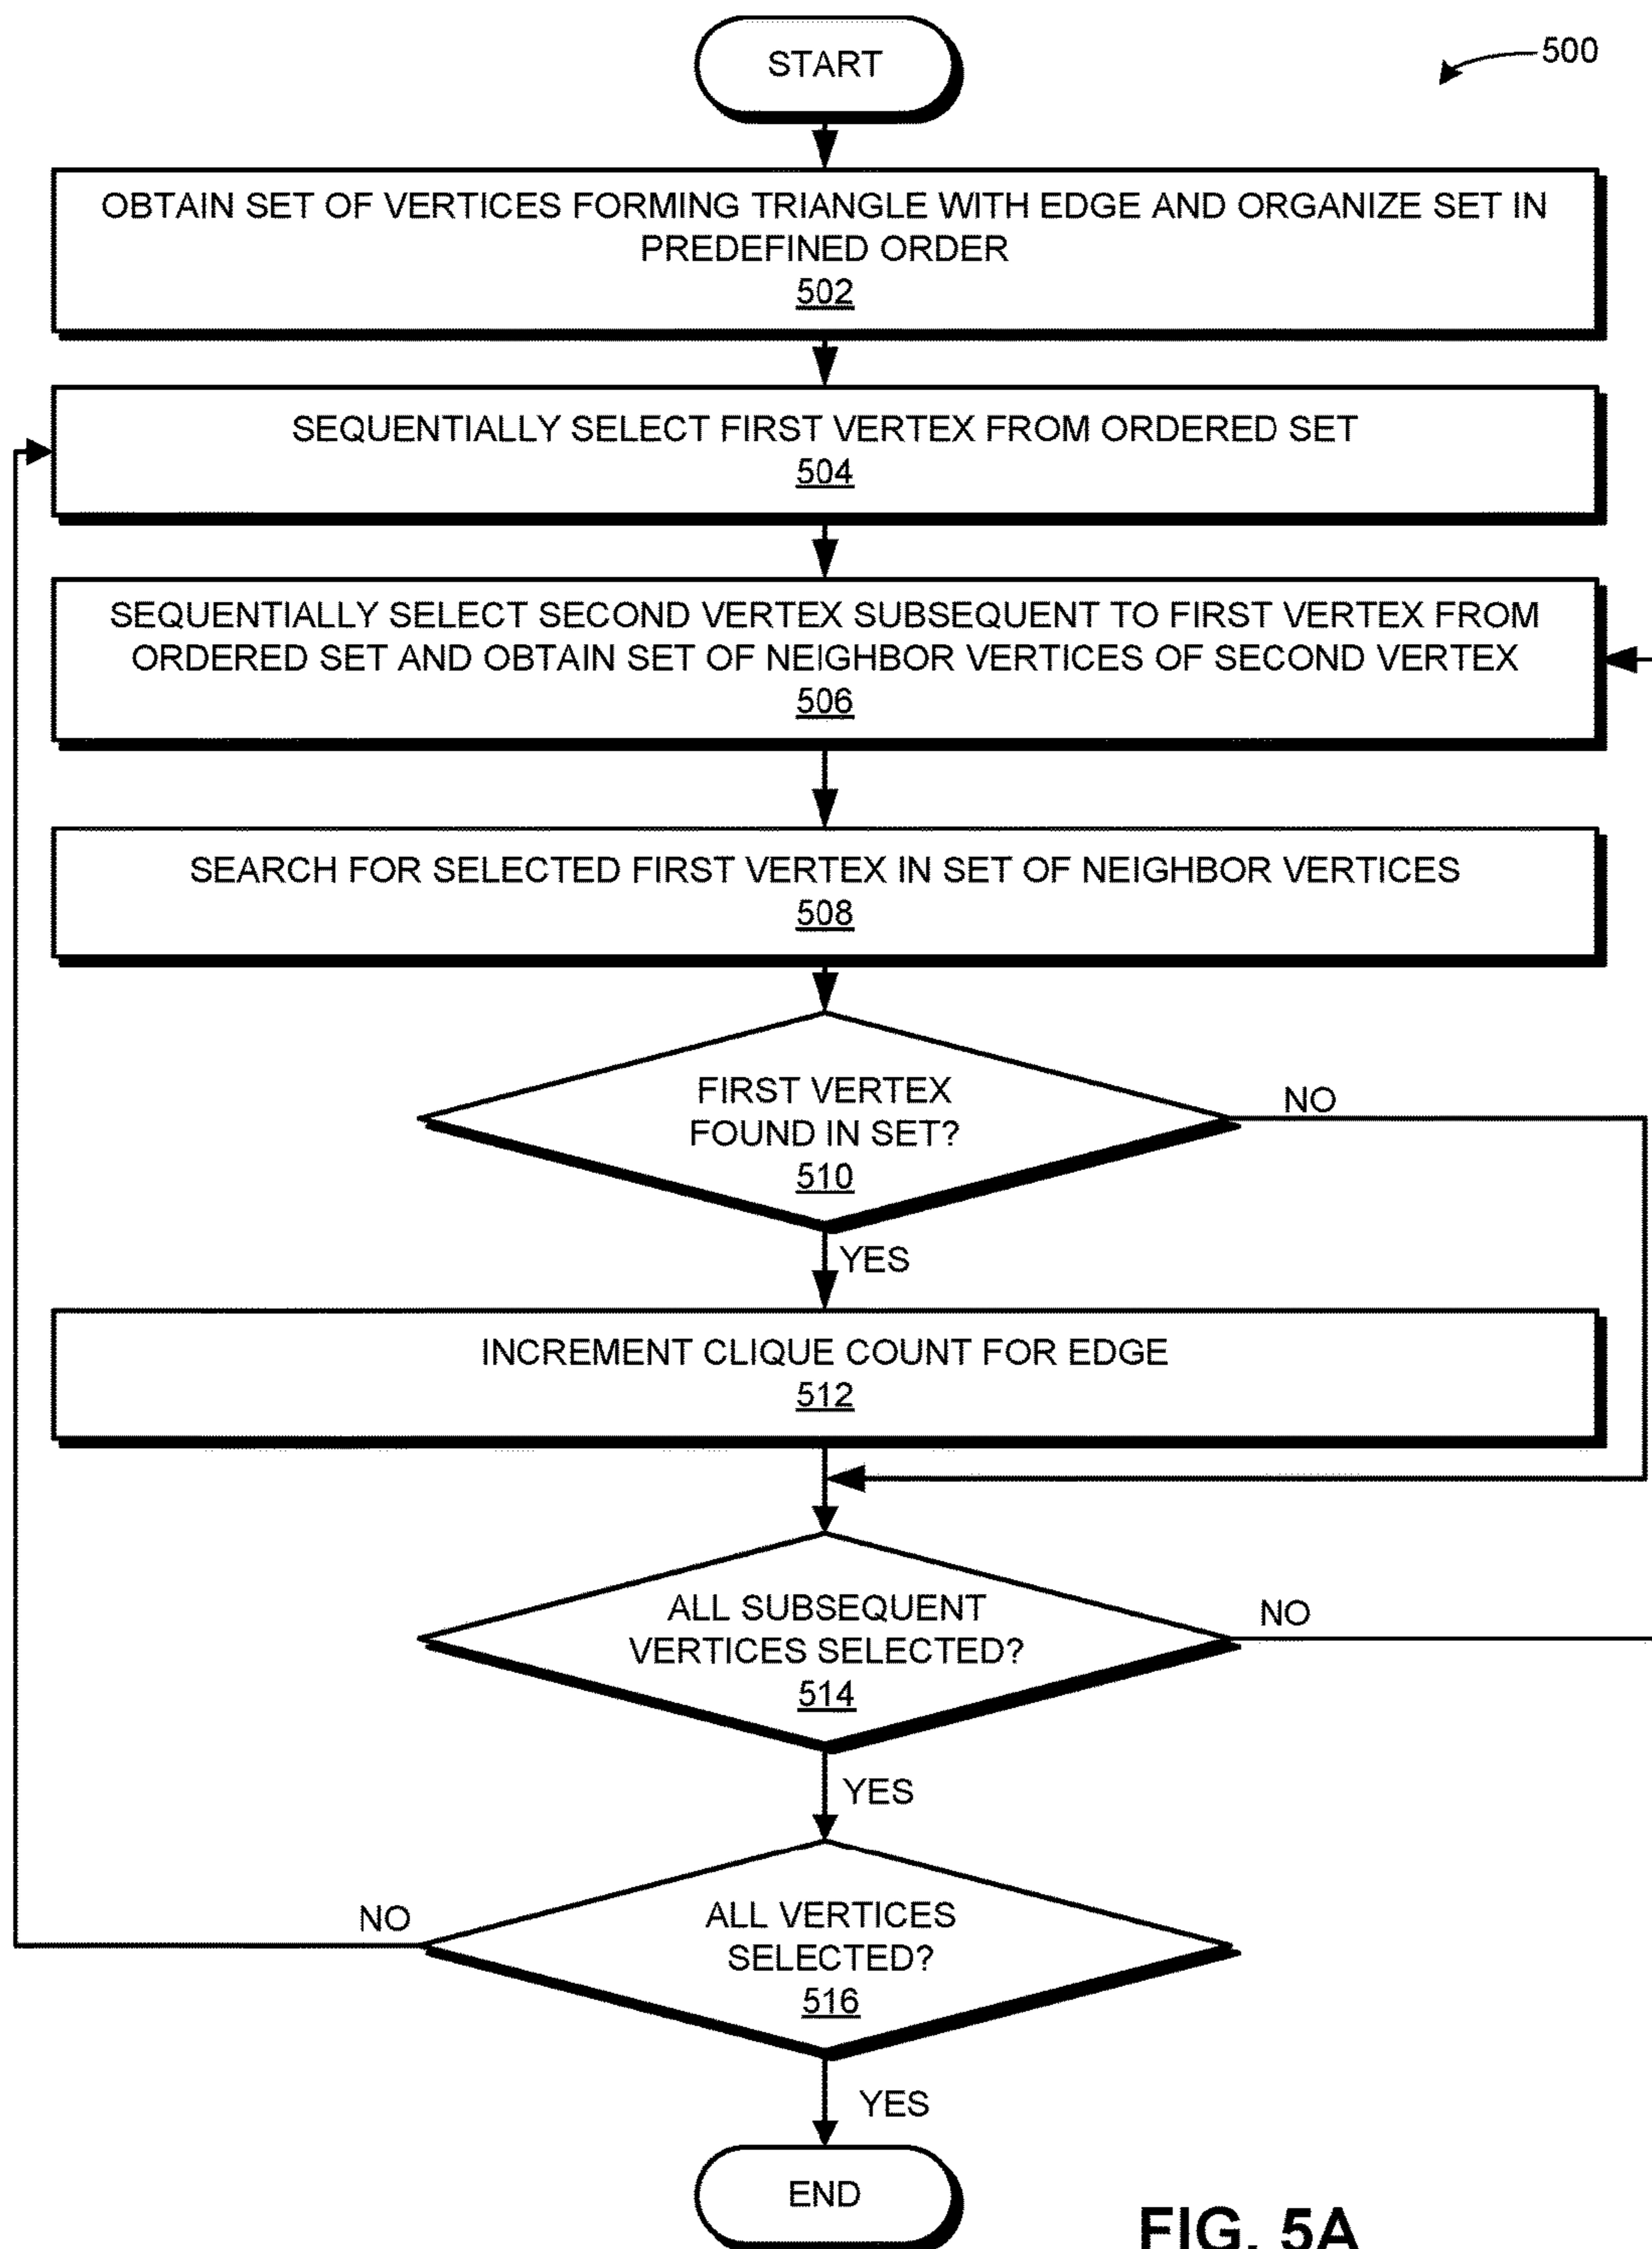 START
500
OBTAIN SET OF VERTICES FORMING TRIANGLE WITH EDGE AND ORGANIZE SET IN
PREDEFINED ORDER
502
SEQUENTIALLY SELECT FIRST VERTEX FROM ORDERED SET
504
SEQUENTIALLY SELECT SECOND VERTEX SUBSEQUENT TO FIRST VERTEX FROM
ORDERED SET AND OBTAIN SET OF NEIGHBOR VERTICES OF SECOND VERTEX
506
SEARCH FOR SELECTED FIRST VERTEX IN SET OF NEIGHBOR VERTICES
508
FIRST VERTEX
FOUND IN SET?
510
NO
YES
INCREMENT CLIQUE COUNT FOR EDGE
512
ALL SUBSEQUENT
VERTICES SELECTED?
514
NO
YES
ALL VERTICES
SELECTED?
516
NO
YES
END
FIG. 5A